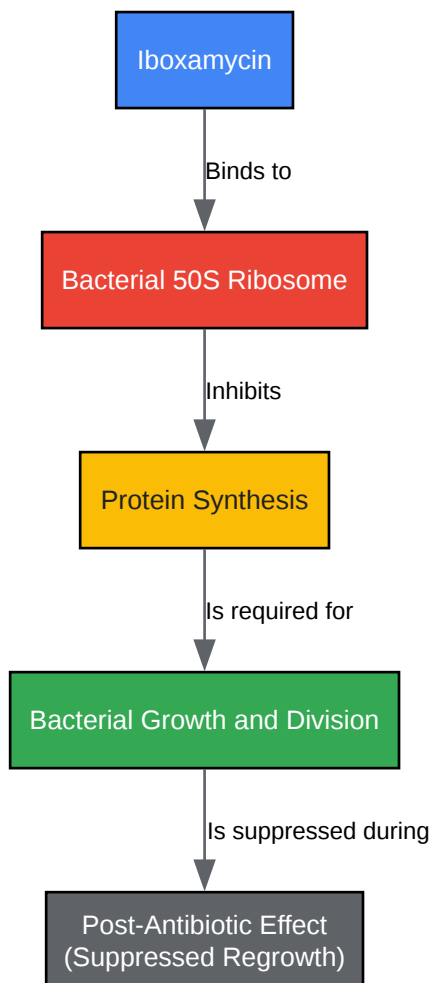 Iboxamycin
Binds to
Bacterial 50S Ribosome
Inhibits
Protein Synthesis
Is required for
Bacterial Growth and Division
Is suppressed during
Post-Antibiotic Effect
(Suppressed Regrowth)